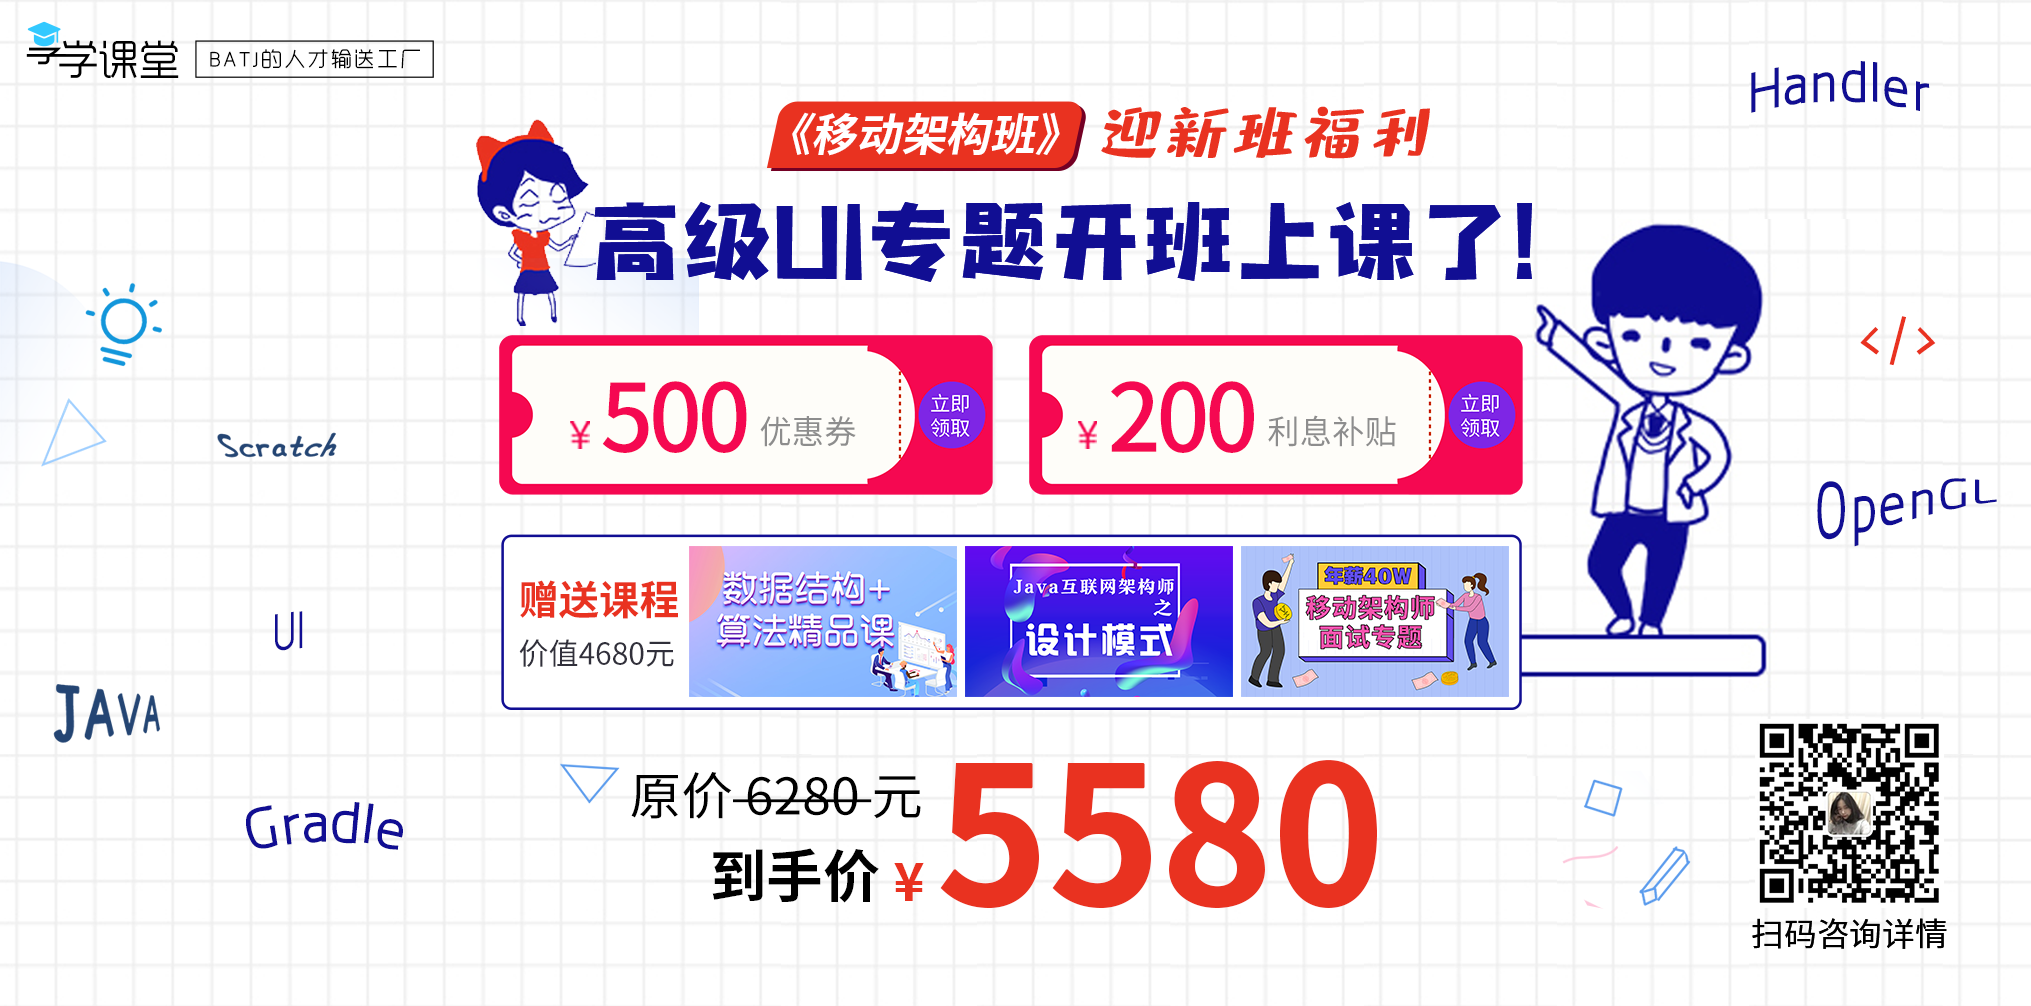 学学课堂
BATJ的人才输送工厂
Handler
《移动架构班》
迎新班福利
高级UI专题开班上课了!
¥500优惠券
立即
领取
¥200利息补贴
立即
领取
</>
Scratch
OpenGL
赠送课程
价值4680元
数据结构+
算法精品课
Java互联网架构师
之
设计模式
年薪40W
移动架构师
面试专题
UI
JAVA
Gradle
原价 6280 元
到手价 ¥5580
扫码咨询详情